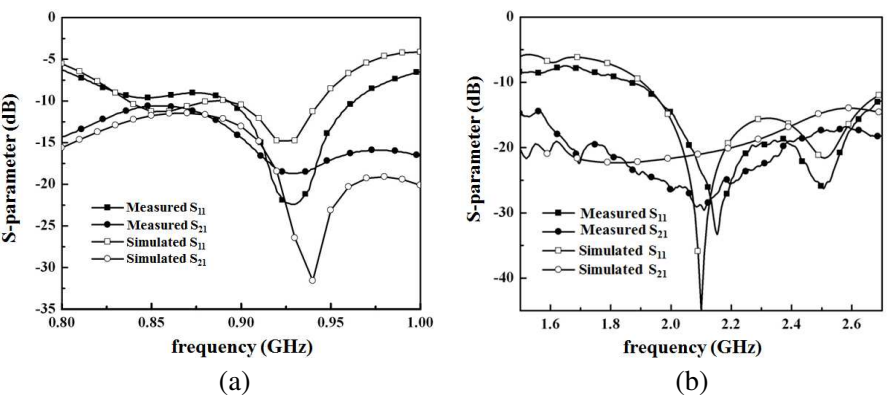 0
-5
-10
-15
-20
-25
-30
-35
S-parameter (dB)
Measured S11
Measured S21
Simulated S11
Simulated S21
0.80 0.85 0.90 0.95 1.00
frequency (GHz)
(a)
0
-10
-20
-30
-40
S-parameter (dB)
Measured S11
Measured S21
Simulated S11
Simulated S21
1.6 1.8 2.0 2.2 2.4 2.6
frequency (GHz)
(b)